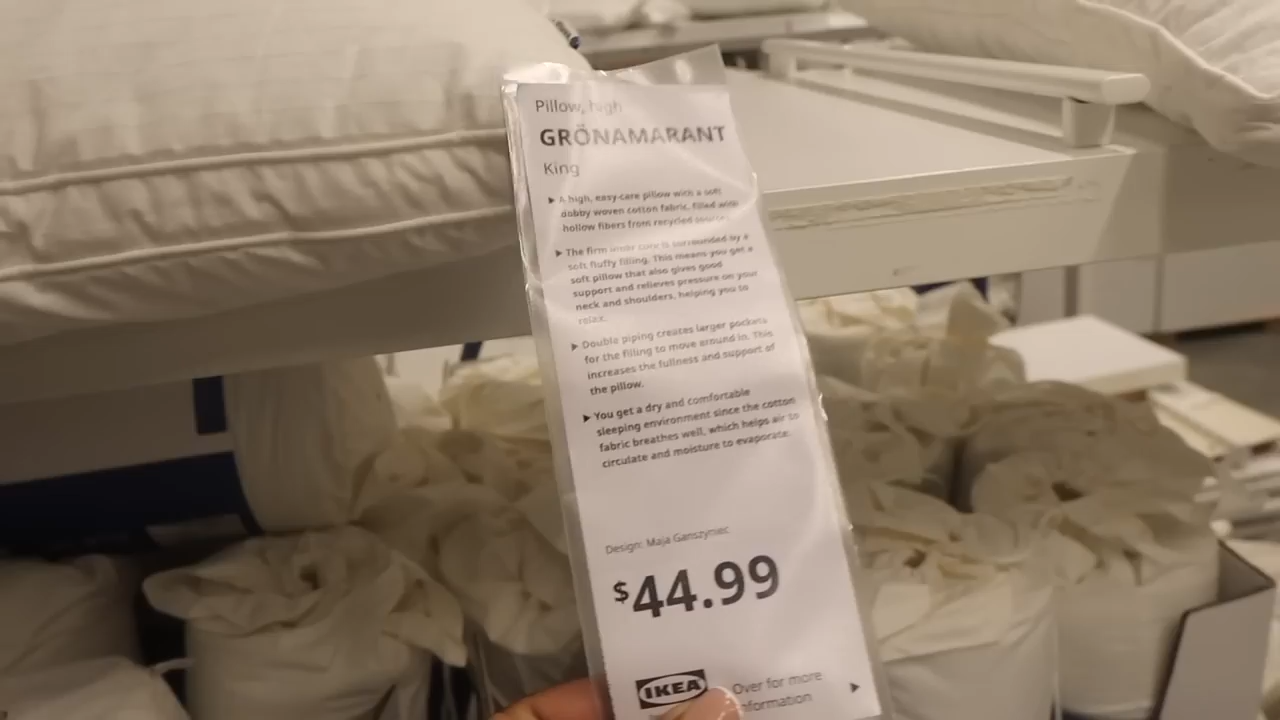 Pillow, high
GRÖNAMARANT
King
▶ A high, easy-care pillow with a soft
dobby woven cotton fabric, filled with
hollow fibers from recycled
▶ The firm inner core is surrounded by a
soft fluffy filling. This means you get a
soft pillow that also gives good
support and relieves pressure on your
neck and shoulders, helping you to
relax.
▶ Double piping creates larger pockets
for the filling to move around in. This
increases the fullness and support of
the pillow.
▶ You get a dry and comfortable
sleeping environment since the cotton
fabric breathes well, which helps air to
circulate and moisture to evaporate.
Design: Maja Ganszyniec
$44.99
IKEA
Over for more
information ▶